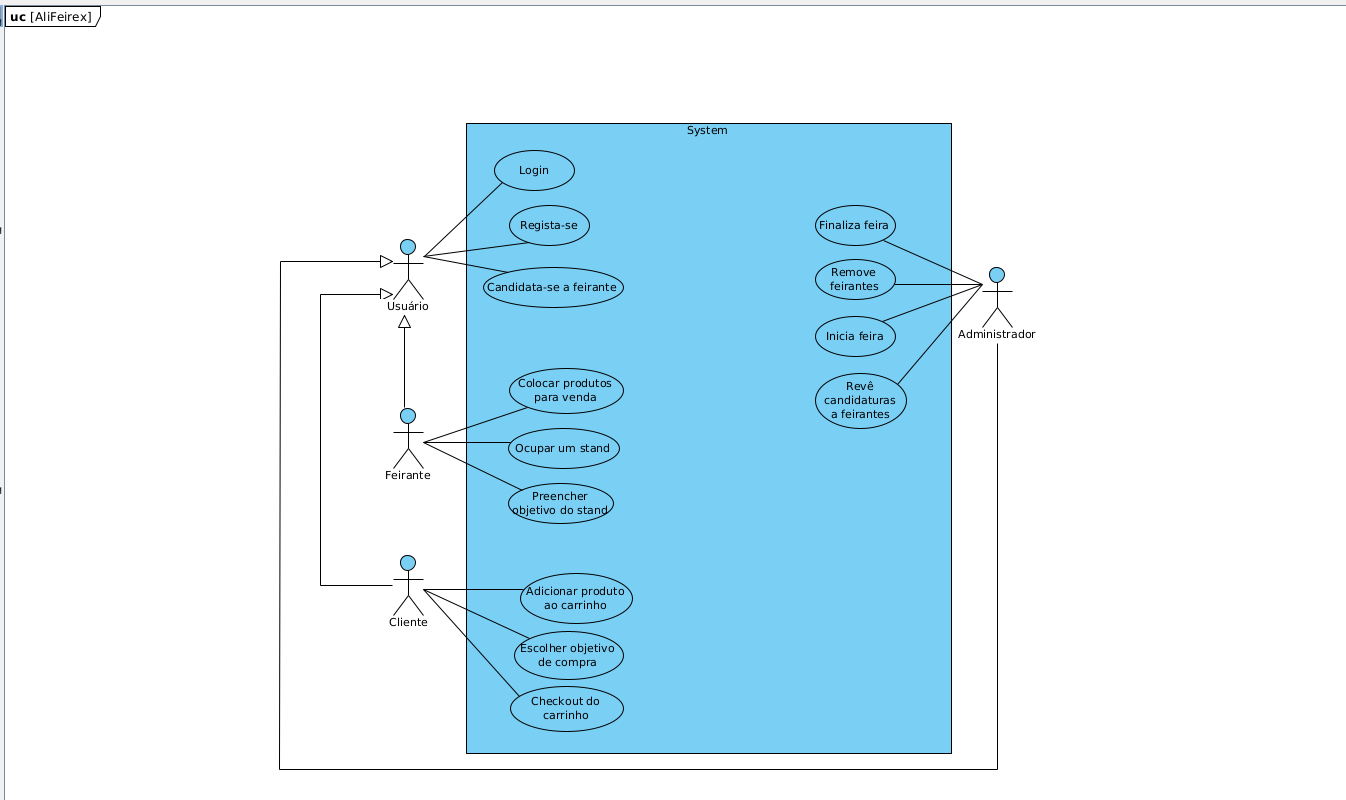 uc [AliFeirex]
System
Login
Regista-se
Candidata-se a feirante
Usuário
Finaliza feira
Remove
feirantes
Inicia feira
Revê
candidaturas
a feirantes
Administrador
Colocar produtos
para venda
Ocupar um stand
Preencher
objetivo do stand
Feirante
Adicionar produto
ao carrinho
Escolher objetivo
de compra
Checkout do
carrinho
Cliente